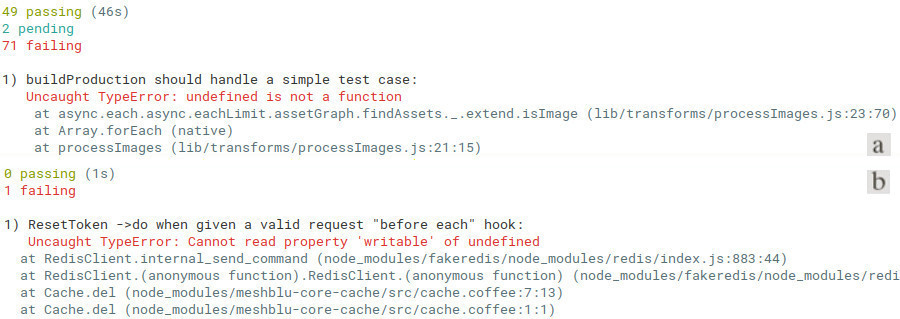 49 passing (46s)
2 pending
71 failing
1) buildProduction should handle a simple test case:
Uncaught TypeError: undefined is not a function
at async.each.async.eachLimit.assetGraph.findAssets._.extend.isImage (lib/transforms/processImages.js:23:70)
at Array.forEach (native)
at processImages (lib/transforms/processImages.js:21:15)
a
0 passing (1s)
b
1 failing
1) ResetToken ->do when given a valid request "before each" hook:
Uncaught TypeError: Cannot read property 'writable' of undefined
at RedisClient.internal_send_command (node_modules/fakeredis/node_modules/redis/index.js:883:44)
at RedisClient.(anonymous function).RedisClient.(anonymous function) (node_modules/fakeredis/node_modules/redi
at Cache.del (node_modules/meshblu-core-cache/src/cache.coffee:7:13)
at Cache.del (node_modules/meshblu-core-cache/src/cache.coffee:1:1)